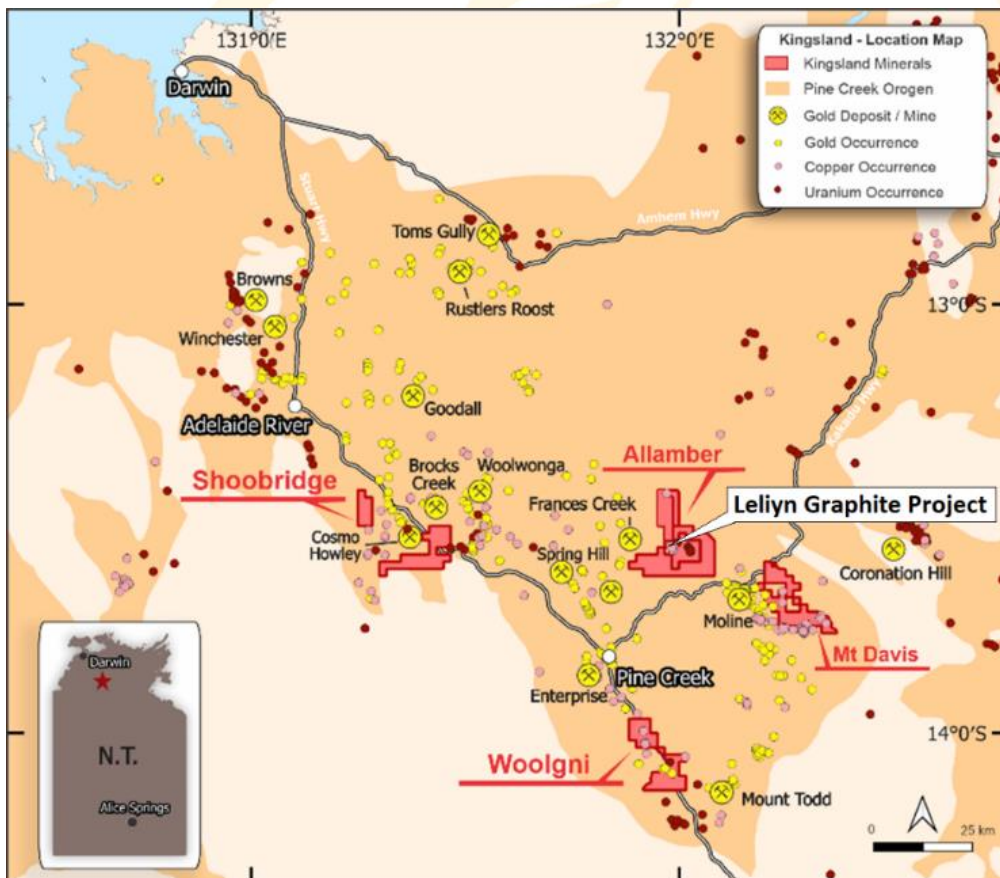 131°0'E
132°0'E
Kingsland - Location Map
Kingsland Minerals
Pine Creek Orogen
Gold Deposit / Mine
Gold Occurrence
Copper Occurrence
Uranium Occurrence
Darwin
Stuart Hwy
Arnhem Hwy
Toms Gully
Rustlers Roost
Browns
Winchester
13°0'S
Goodall
Adelaide River
Kakadu Hwy
Shoobridge
Brocks
Creek
Woolwonga
Allamber
Frances Creek
Leliyn Graphite Project
Cosmo
Howley
Spring Hill
Coronation Hill
Moline
Mt Davis
Pine Creek
Enterprise
14°0'S
Woolgni
Mount Todd
Darwin
N.T.
Alice Springs
0
25 km